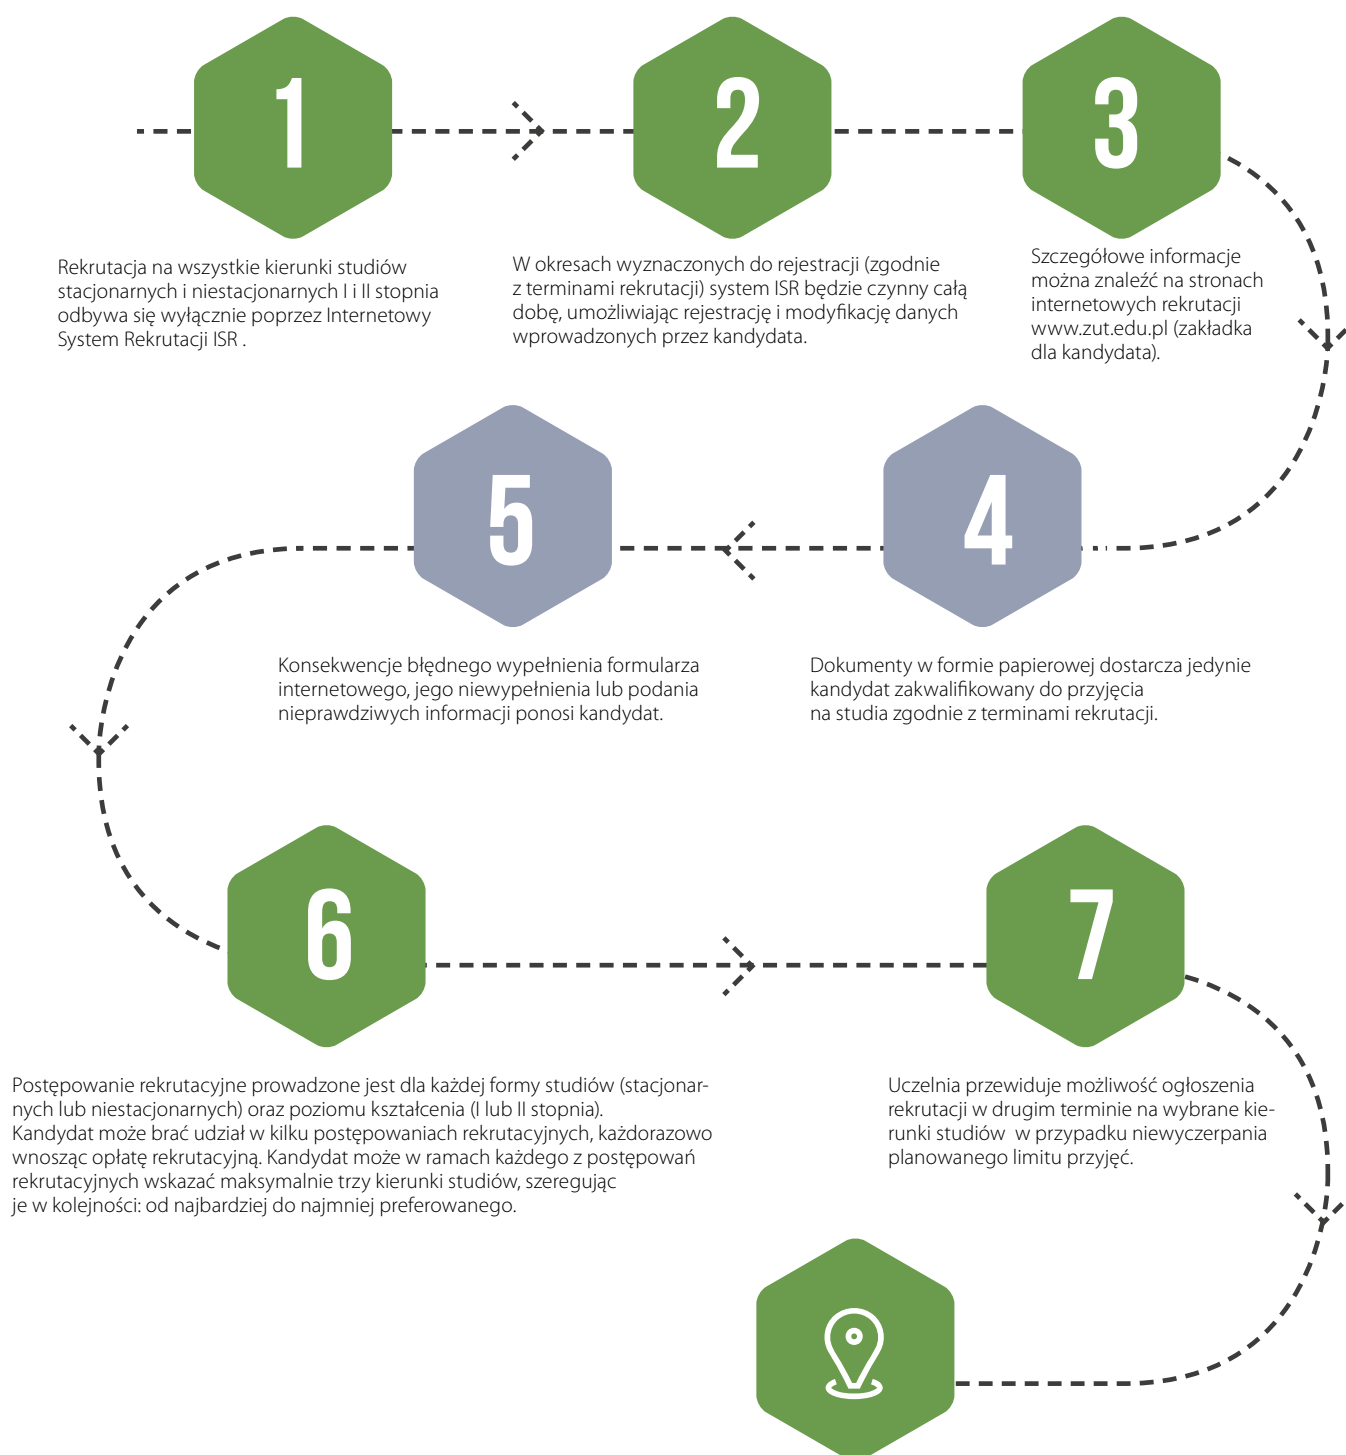 1
Rekrutacja na wszystkie kierunki studiów
stacjonarnych i niestacjonarnych I i II stopnia
odbywa się wyłącznie poprzez Internetowy
System Rekrutacji ISR .
2
W okresach wyznaczonych do rejestracji (zgodnie
z terminami rekrutacji) system ISR będzie czynny całą
dobę, umożliwiając rejestrację i modyfikację danych
wprowadzonych przez kandydata.
3
Szczegółowe informacje
można znaleźć na stronach
internetowych rekrutacji
www.zut.edu.pl (zakładka
dla kandydata).
4
Dokumenty w formie papierowej dostarcza jedynie
kandydat zakwalifikowany do przyjęcia
na studia zgodnie z terminami rekrutacji.
5
Konsekwencje błędnego wypełnienia formularza
internetowego, jego niewypełnienia lub podania
nieprawdziwych informacji ponosi kandydat.
6
Postępowanie rekrutacyjne prowadzone jest dla każdej formy studiów (stacjonar-
nych lub niestacjonarnych) oraz poziomu kształcenia (I lub II stopnia).
Kandydat może brać udział w kilku postępowaniach rekrutacyjnych, każdorazowo
wnosząc opłatę rekrutacyjną. Kandydat może w ramach każdego z postępowań
rekrutacyjnych wskazać maksymalnie trzy kierunki studiów, szeregując
je w kolejności: od najbardziej do najmniej preferowanego.
7
Uczelnia przewiduje możliwość ogłoszenia
rekrutacji w drugim terminie na wybrane kie-
runki studiów  w przypadku niewyczerpania
planowanego limitu przyjęć.